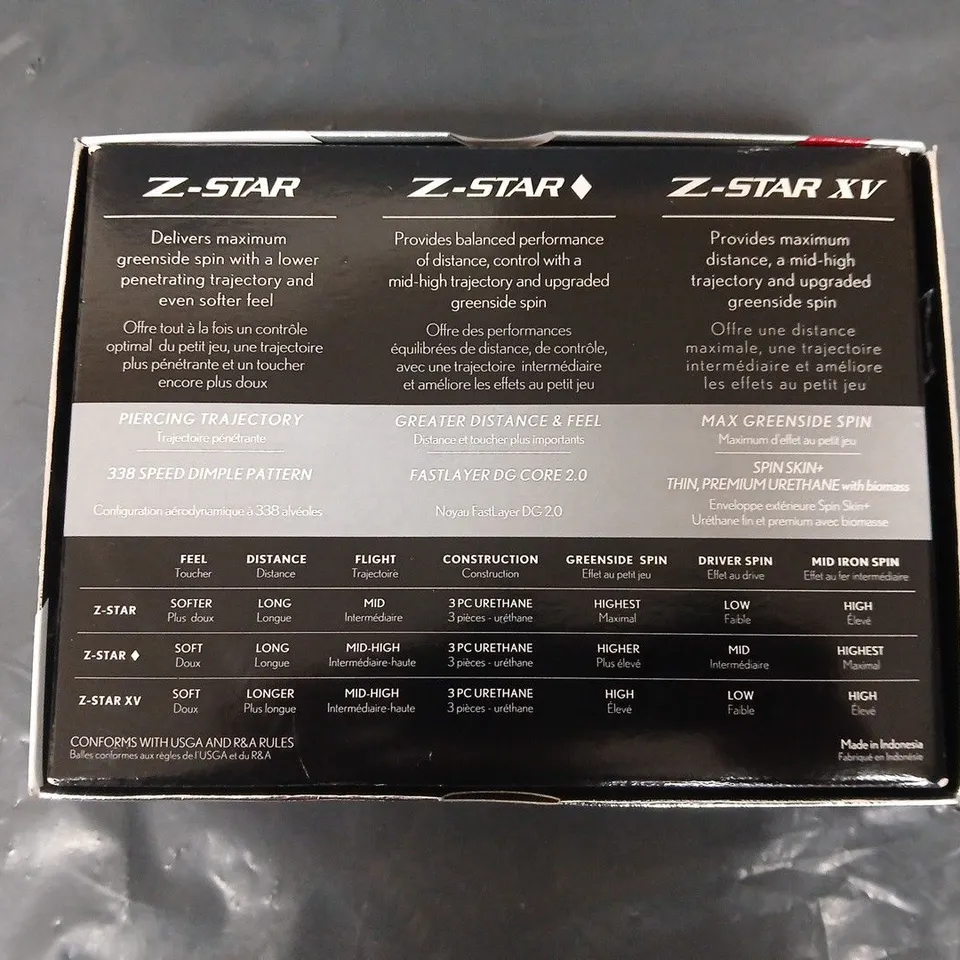 Z-STAR
Delivers maximum
greenside spin with a lower
penetrating trajectory and
even softer feel
Offre tout à la fois un contrôle
optimal du petit jeu, une trajectoire
plus pénétrante et un toucher
encore plus doux
Z-STAR ♦
Provides balanced performance
of distance, control with a
mid-high trajectory and upgraded
greenside spin
Offre des performances
équilibrées de distance, de contrôle,
avec une trajectoire intermédiaire
et améliore les effets au petit jeu
Z-STAR XV
Provides maximum
distance, a mid-high
trajectory and upgraded
greenside spin
Offre une distance
maximale, une trajectoire
intermédiaire et améliore
les effets au petit jeu
PIERCING TRAJECTORY
Trajectoire pénétrante
338 SPEED DIMPLE PATTERN
Configuration aérodynamique à 338 alvéoles
GREATER DISTANCE & FEEL
Distance et toucher plus importants
FASTLAYER DG CORE 2.0
Noyau FastLayer DG 2.0
MAX GREENSIDE SPIN
Maximum d'effet au petit jeu
SPIN SKIN+
THIN, PREMIUM URETHANE with biomass
Enveloppe extérieure Spin Skin+
Uréthane fin et premium avec biomasse
FEEL DISTANCE FLIGHT CONSTRUCTION GREENSIDE SPIN DRIVER SPIN MID IRON SPIN
Toucher Distance Trajectoire Construction Effet au petit jeu Effet au drive Effet au fer intermédiaire
Z-STAR SOFTER LONG MID 3 PC URETHANE HIGHEST LOW HIGH
Plus doux Longue Intermédiaire 3 pièces - uréthane Maximal Faible Élevé
Z-STAR ♦ SOFT LONG MID-HIGH 3 PC URETHANE HIGHER MID HIGHEST
Doux Longue Intermédiaire-haute 3 pièces - uréthane Plus élevé Intermédiaire Maximal
Z-STAR XV SOFT LONGER MID-HIGH 3 PC URETHANE HIGH LOW HIGH
Doux Plus longue Intermédaire-haute 3 pièces - uréthane Élevé Faible Élevé
CONFORMS WITH USGA AND R&A RULES
Balles conformes aux règles de l'USGA et du R&A
Made in Indonesia
Fabriqué en Indonésie